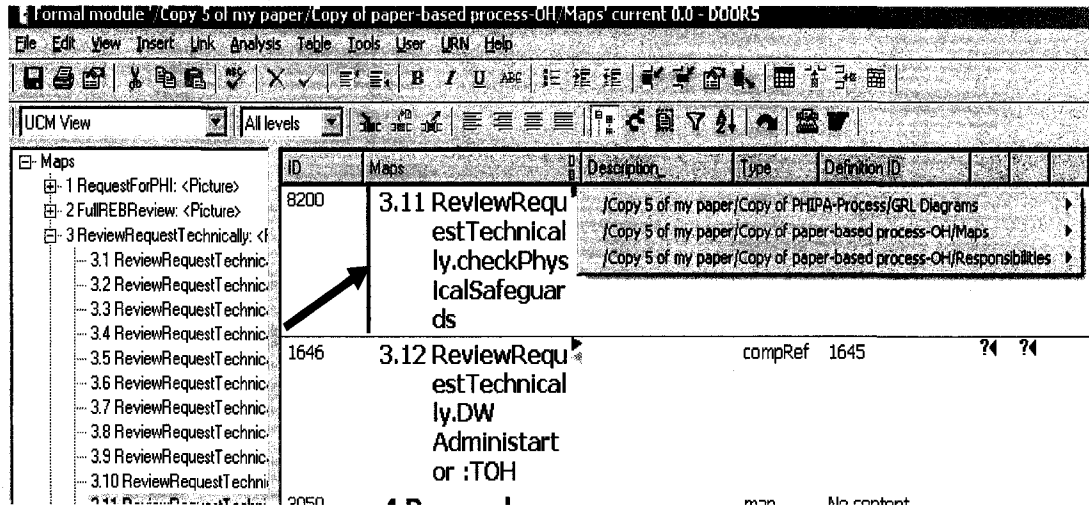 Formal module '/Copy 5 of my paper/Copy of paper-based process-OH/Maps' current 0.0 - DOORS
File Edit View Insert Link Analysis Table Tools User URN Help
B I U ABC
UCM View All levels
Maps
1 RequestForPHI: <Picture>
2 FullREBReview: <Picture>
3 ReviewRequestTechnically: <P
3.1 ReviewRequestTechnic
3.2 ReviewRequestTechnic
3.3 ReviewRequestTechnic
3.4 ReviewRequestTechnic
3.5 ReviewRequestTechnic
3.6 ReviewRequestTechnic
3.7 ReviewRequestTechnic
3.8 ReviewRequestTechnic
3.9 ReviewRequestTechnic
3.10 ReviewRequestTechni
ID Maps Description_ Type Definition ID
8200 3.11 ReviewRequ
estTechnical
ly.checkPhys
icalSafeguar
ds
/Copy 5 of my paper/Copy of PHIPA-Process/GRL Diagrams
/Copy 5 of my paper/Copy of paper-based process-OH/Maps
/Copy 5 of my paper/Copy of paper-based process-OH/Responsibilities
1646 3.12 ReviewRequ compRef 1645 ? ?
estTechnical
ly.DW
Administart
or :TOH
3050 map No content